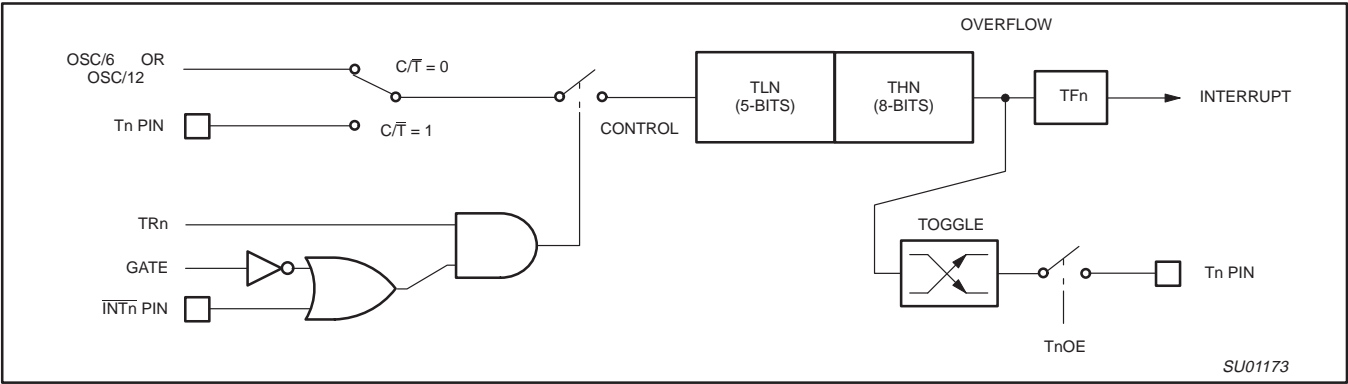 OVERFLOW
OSC/6 OR
OSC/12
C/T̅ = 0
TLN
(5-BITS)
THN
(8-BITS)
TFn
INTERRUPT
Tn PIN
C/T̅ = 1
CONTROL
TRn
TOGGLE
GATE
Tn PIN
I̅N̅T̅n̅ PIN
TnOE
SU01173